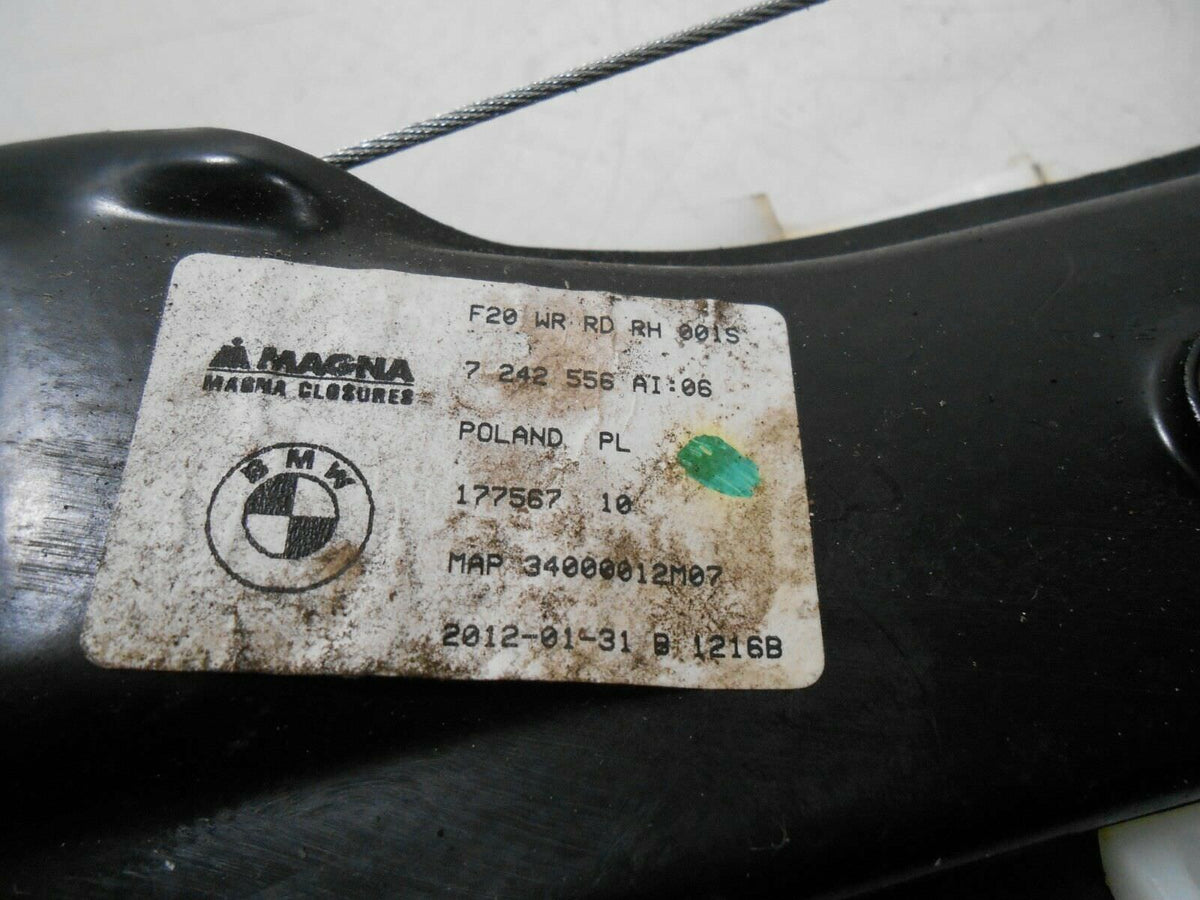 MAGNA
MAGNA CLOSURES
BMW
F20 WR RD RH 001S
7 242 556 AI:06
POLAND PL
177567 10
MAP 34000012M07
2012-01-31 B 1216B